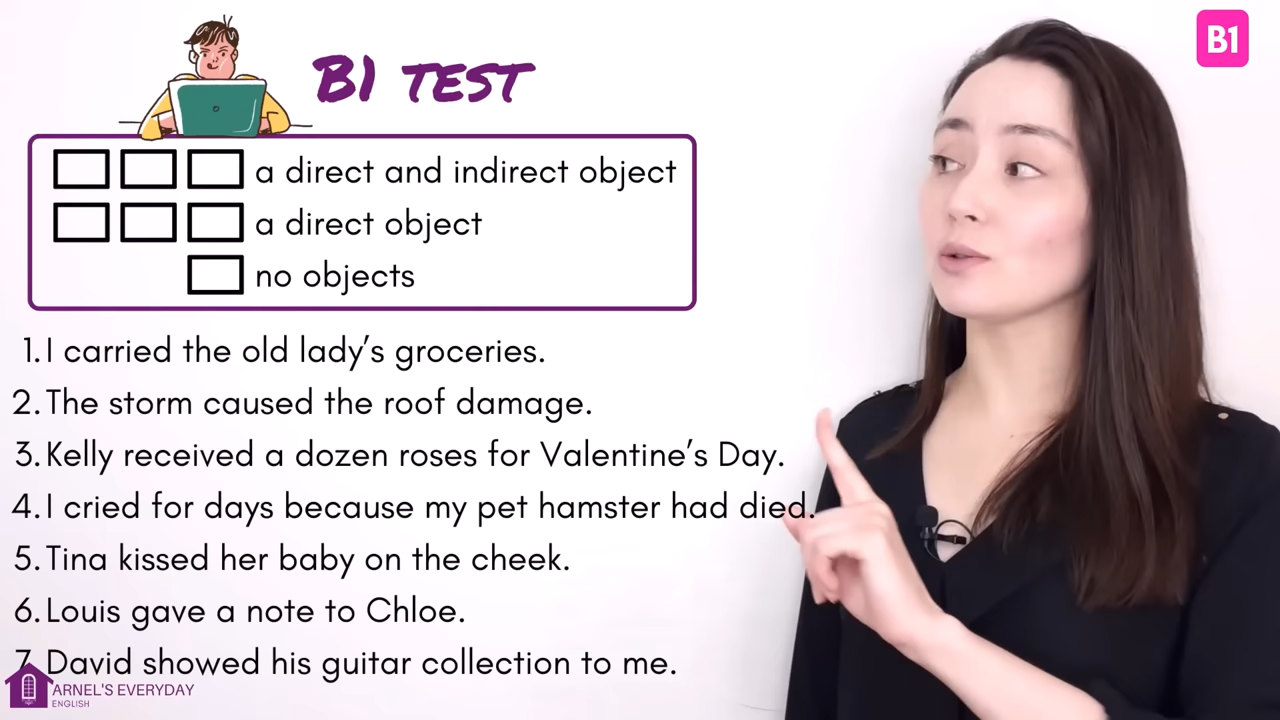 B1
B1 TEST
a direct and indirect object
a direct object
no objects
1. I carried the old lady's groceries.
2. The storm caused the roof damage.
3. Kelly received a dozen roses for Valentine's Day.
4. I cried for days because my pet hamster had died.
5. Tina kissed her baby on the cheek.
6. Louis gave a note to Chloe.
7. David showed his guitar collection to me.
ARNEL'S EVERYDAY
ENGLISH